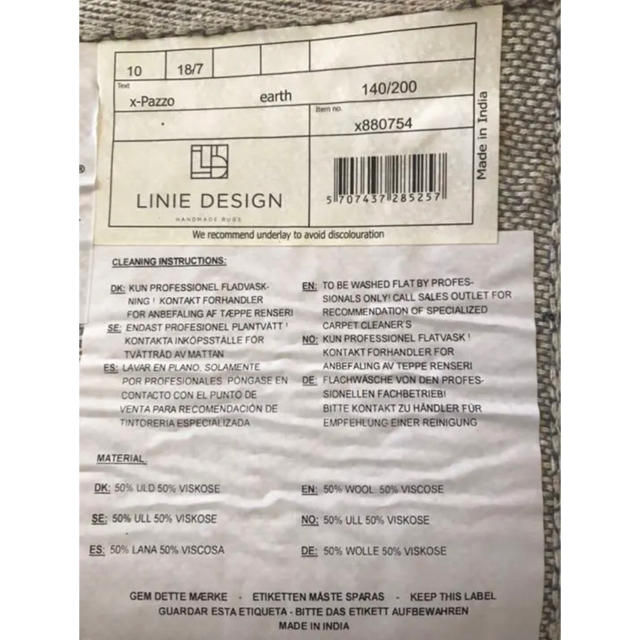 10 18/7
Text
x-Pazzo earth 140/200
Item no.
x880754
Made in India
LINIE DESIGN
HANDMADE RUGS
5 707437 285257
We recommend underlay to avoid discolouration
®
CLEANING INSTRUCTIONS:
DK: KUN PROFESSIONEL FLADVASK-
NING ! KONTAKT FORHANDLER
FOR ANBEFALING AF TÆPPE RENSERI
SE: ENDAST PROFESIONEL PLANTVÄTT !
KONTAKTA INKÖPSSTÄLLE FÖR
TVÄTTRÅD AV MATTAN
ES: LAVAR EN PLANO, SOLAMENTE
POR PROFESIONALES. PÓNGASE EN
CONTACTO CON EL PUNTO DE
VENTA PARA RECOMENDACIÓN DE
TINTORERIA ESPECIALIZADA
EN: TO BE WASHED FLAT BY PROFES-
SIONALS ONLY! CALL SALES OUTLET FOR
RECOMMENDATION OF SPECIALIZED
CARPET CLEANER'S
NO: KUN PROFESSIONEL FLATVASK !
KONTAKT FORHANDLER FOR
ANBEFALING AV TEPPE RENSERI
DE: FLACHWÄSCHE VON DEN PROFES-
SIONELLEN FACHBETRIEB!
BITTE KONTAKT ZU HÄNDLER FÜR
EMPFEHLUNG EINER REINIGUNG
MATERIAL:
DK: 50% ULD 50% VISKOSE
SE: 50% ULL 50% VISKOSE
ES: 50% LANA 50% VISCOSA
EN: 50% WOOL 50% VISCOSE
NO: 50% ULL 50% VISKOSE
DE: 50% WOLLE 50% VISKOSE
GEM DETTE MÆRKE - ETIKETTEN MÅSTE SPARAS - KEEP THIS LABEL
GUARDAR ESTA ETIQUETA - BITTE DAS ETIKETT AUFBEWAHREN
MADE IN INDIA